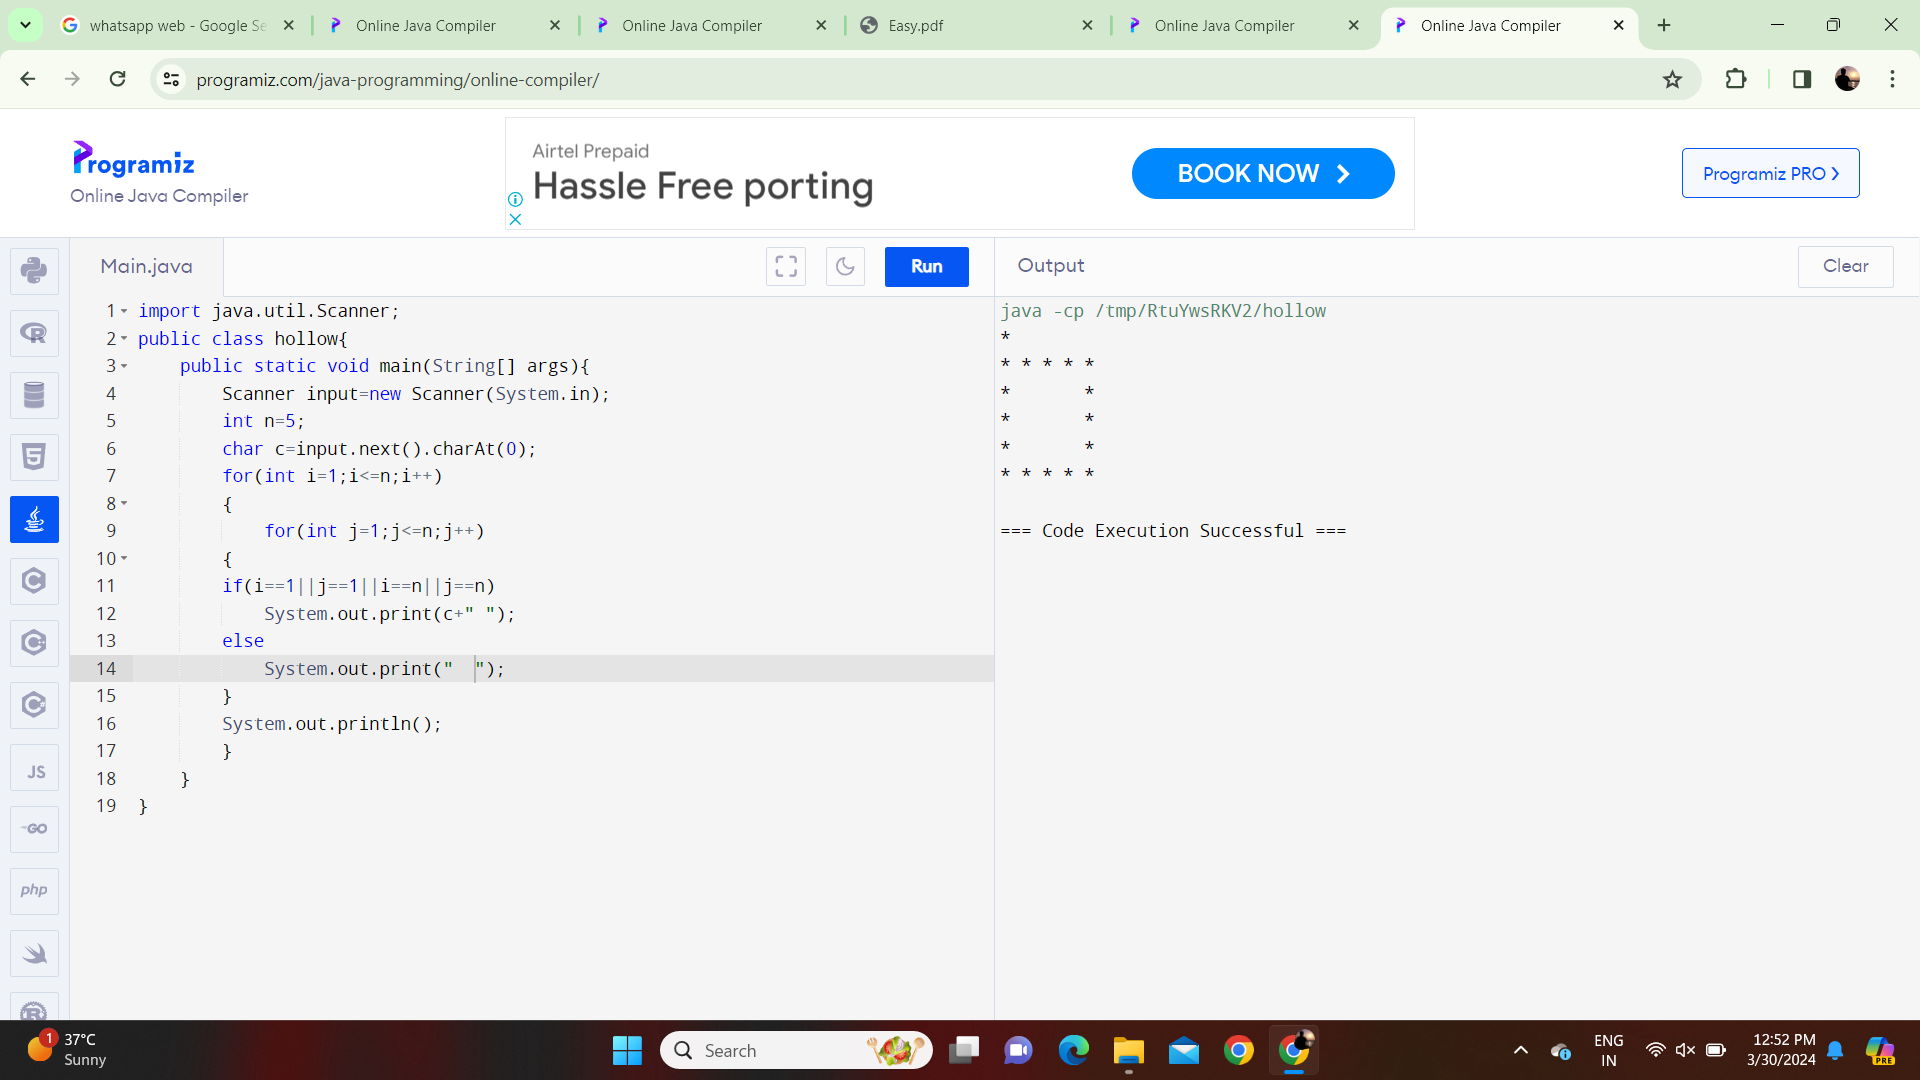 whatsapp web - Google Se
Online Java Compiler
Online Java Compiler
Easy.pdf
Online Java Compiler
Online Java Compiler
programiz.com/java-programming/online-compiler/
Programiz
Online Java Compiler
Airtel Prepaid
Hassle Free porting
BOOK NOW
Programiz PRO
Main.java
Run
Output
Clear
1 import java.util.Scanner;
2 public class hollow{
3     public static void main(String[] args){
4         Scanner input=new Scanner(System.in);
5         int n=5;
6         char c=input.next().charAt(0);
7         for(int i=1;i<=n;i++)
8         {
9             for(int j=1;j<=n;j++)
10         {
11         if(i==1||j==1||i==n||j==n)
12             System.out.print(c+" ");
13         else
14             System.out.print("  ");
15         }
16         System.out.println();
17         }
18     }
19 }
java -cp /tmp/RtuYwsRKV2/hollow
*
* * * * *
*       *
*       *
*       *
* * * * *
=== Code Execution Successful ===
R
5
C
C
C
JS
GO
php
R
1
37°C
Sunny
Search
ENG
IN
12:52 PM
3/30/2024
PRE